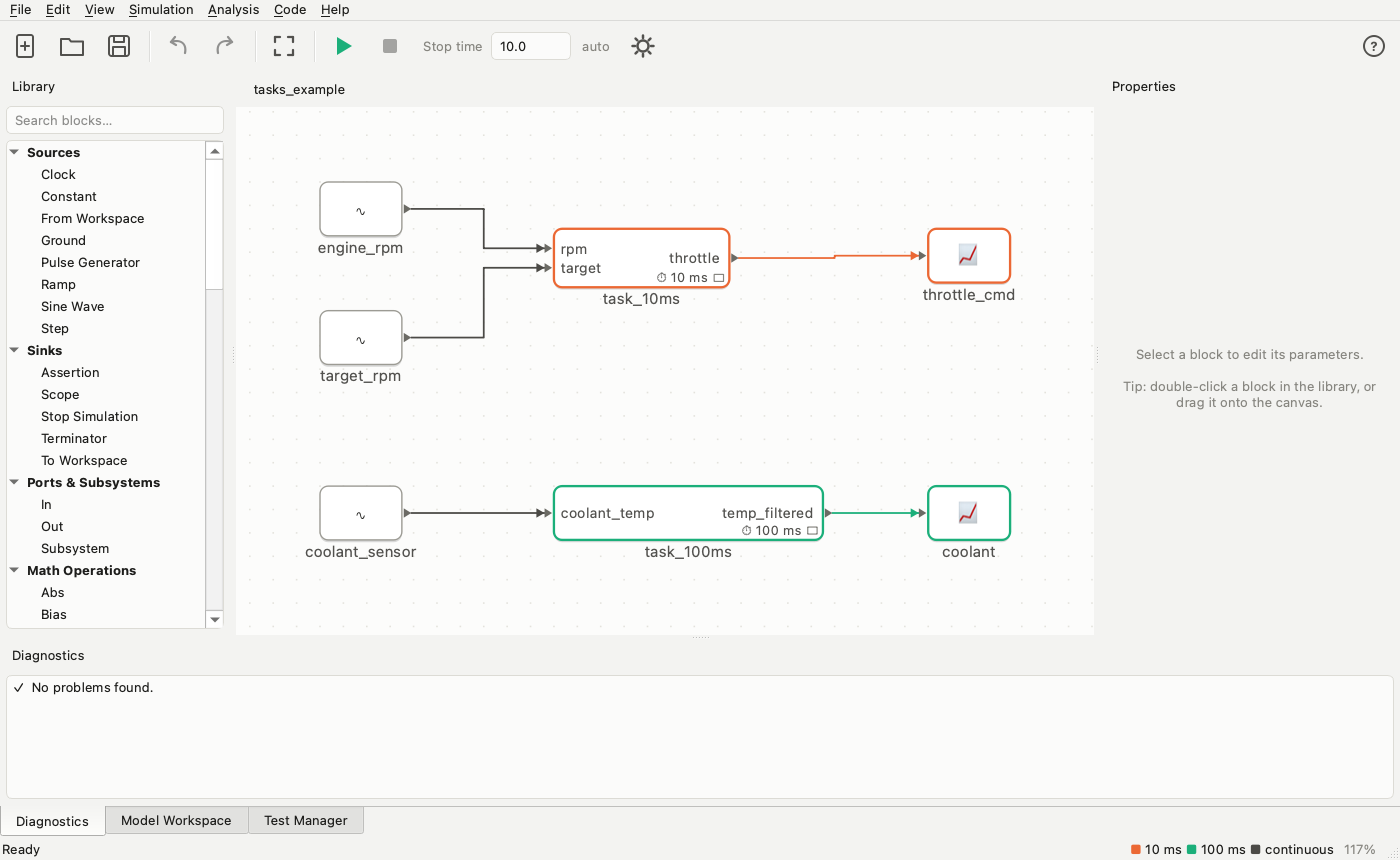 File Edit View Simulation Analysis Code Help
Stop time 10.0 auto
Library
Search blocks...
Sources
Clock
Constant
From Workspace
Ground
Pulse Generator
Ramp
Sine Wave
Step
Sinks
Assertion
Scope
Stop Simulation
Terminator
To Workspace
Ports & Subsystems
In
Out
Subsystem
Math Operations
Abs
Bias
tasks_example
engine_rpm
target_rpm
rpm
target
throttle
10 ms
task_10ms
throttle_cmd
coolant_sensor
coolant_temp
temp_filtered
100 ms
task_100ms
coolant
Properties
Select a block to edit its parameters.
Tip: double-click a block in the library, or
drag it onto the canvas.
Diagnostics
✓ No problems found.
Diagnostics Model Workspace Test Manager
Ready 10 ms 100 ms continuous 117%